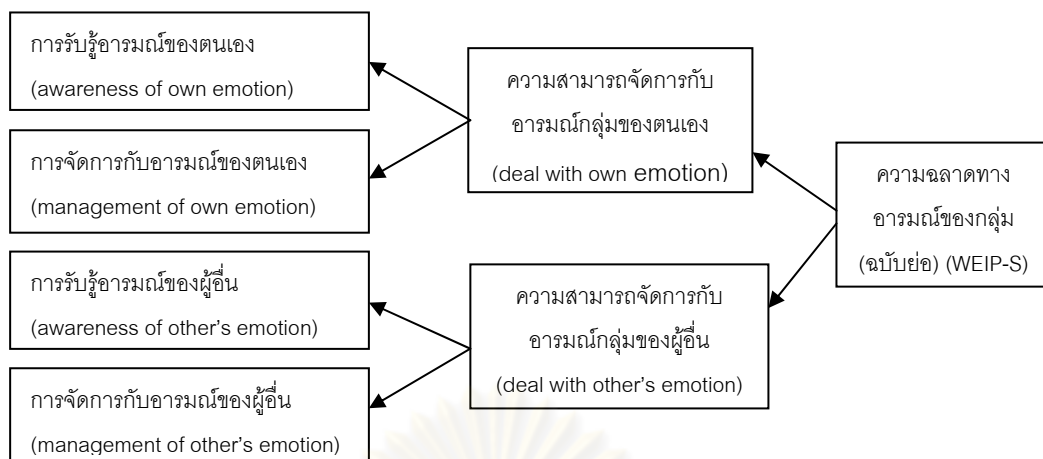 การรับรู้อารมณ์ของตนเอง
(awareness of own emotion)
การจัดการกับอารมณ์ของตนเอง
(management of own emotion)
การรับรู้อารมณ์ของผู้อื่น
(awareness of other's emotion)
การจัดการกับอารมณ์ของผู้อื่น
(management of other's emotion)
ความสามารถจัดการกับ
อารมณ์กลุ่มของตนเอง
(deal with own emotion)
ความสามารถจัดการกับ
อารมณ์กลุ่มของผู้อื่น
(deal with other's emotion)
ความฉลาดทาง
อารมณ์ของกลุ่ม
(ฉบับย่อ) (WEIP-S)